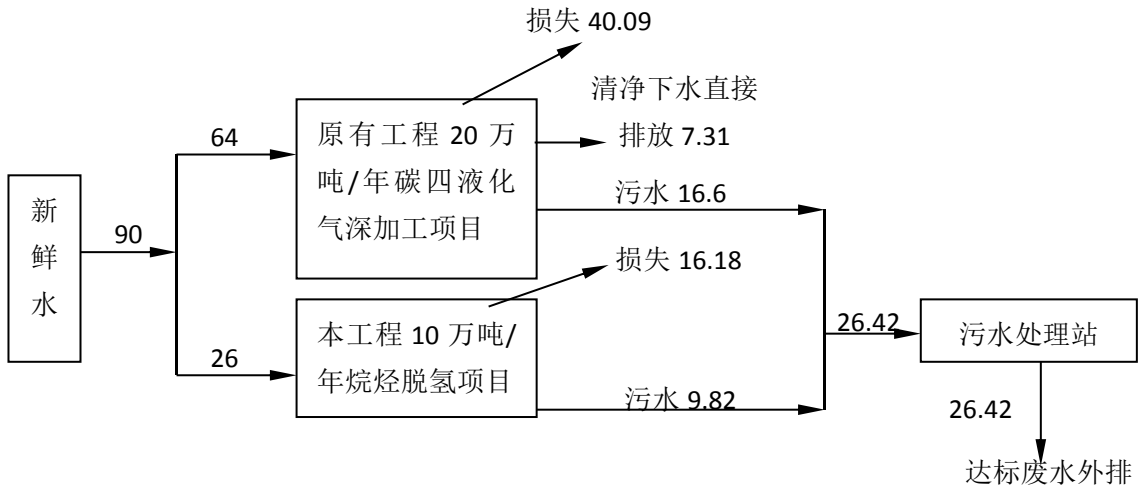 损失 40.09
清净下水直接
排放 7.31
64
原有工程 20 万
吨/年碳四液化
气深加工项目
污水 16.6
新
鲜
水
90
损失 16.18
本工程 10 万吨/
年烷烃脱氢项目
26
污水 9.82
26.42
污水处理站
26.42
达标废水外排